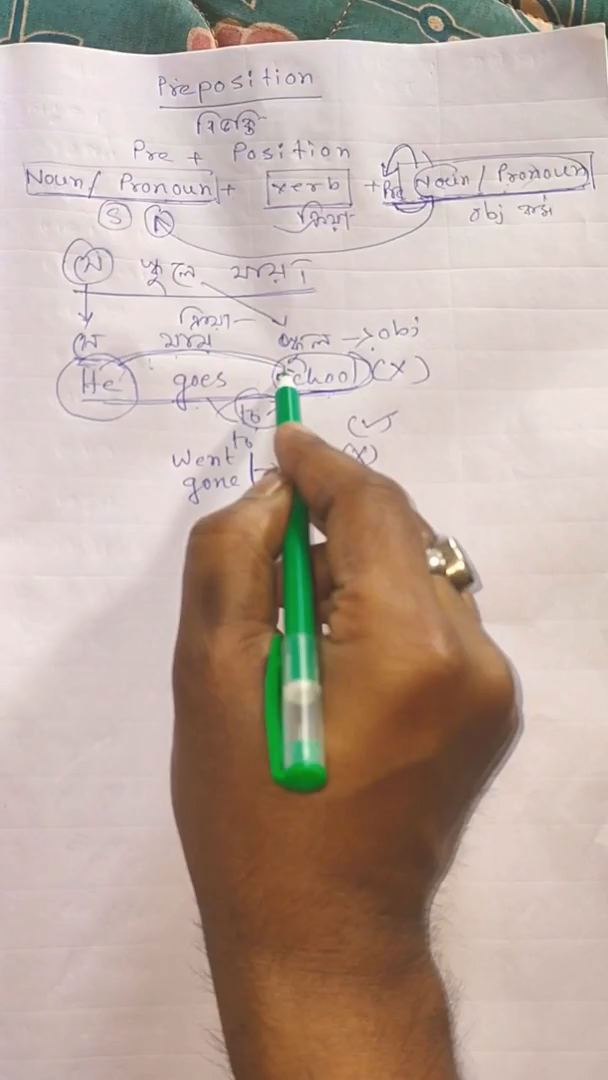 Preposition
বিভক্তি
Pre + Position
Noun / Pronoun + verb + Pre Noun / Pronoun
S ক্রিয়া obj কর্ম
সে স্কুলে যায়।
ক্রিয়া
সে যায় স্কুল → obj
He goes school (X)
to (✓)
to
Went (X)
gone